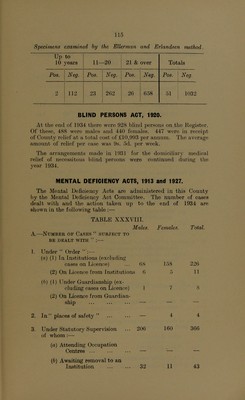 115
Specimens examined by the Ellerman and Erlandsen method.
Up to 10 years 11—20 21 & over Totals
Pos. Neg. Pos. Neg. Pos. Neg. Pos. Neg.
2 112 23 262 26 658 51 1032
BLIND PERSONS ACT, 1920.
At the end of 1934 there were 928 blind persons on the Register.
Of these, 488 were males and 440 females. 447 were in receipt
of County relief at a total cost of £10,993 per annum. The average
amount of relief per case was 9s. 5d. per week.
The arrangements made in 1931 for the domiciliary medical
relief of necessitous blind persons were continued during the
year 1934.
MENTAL DEFICIENCY ACTS, 1913 and 1927.
The Mental Deficiency Acts are administered in this County
by the Mental Deficiency Act Committee. The number of cases
dealt with and the action taken up to the end of 1934 are
shown in the following table :—
TABLE XXXVIII.
Males Females. Total.
A.—NUMBER OF CASES " SUBJECT TO
BE DEALT WITH " :—
1. Under " Order " :—
(a) (1) In Institutions (excluding
cases on Licence) ... 68 158 226
(2) On Licence from Institutions 6 5 11
(b) (1) Under Guardianship (excluding cases on Licence) 1 7 8
(2) On Licence from Guardianship ... ... ... — — —
2. In " places of safety " ... — 4 4
3. Under Statutory Supervision ... 206 160 366
of whom :—
(a) Attending Occupation
Centres ... ... ... — — —
(b) Awaiting removal to an
Institution ... ... 32 11 43